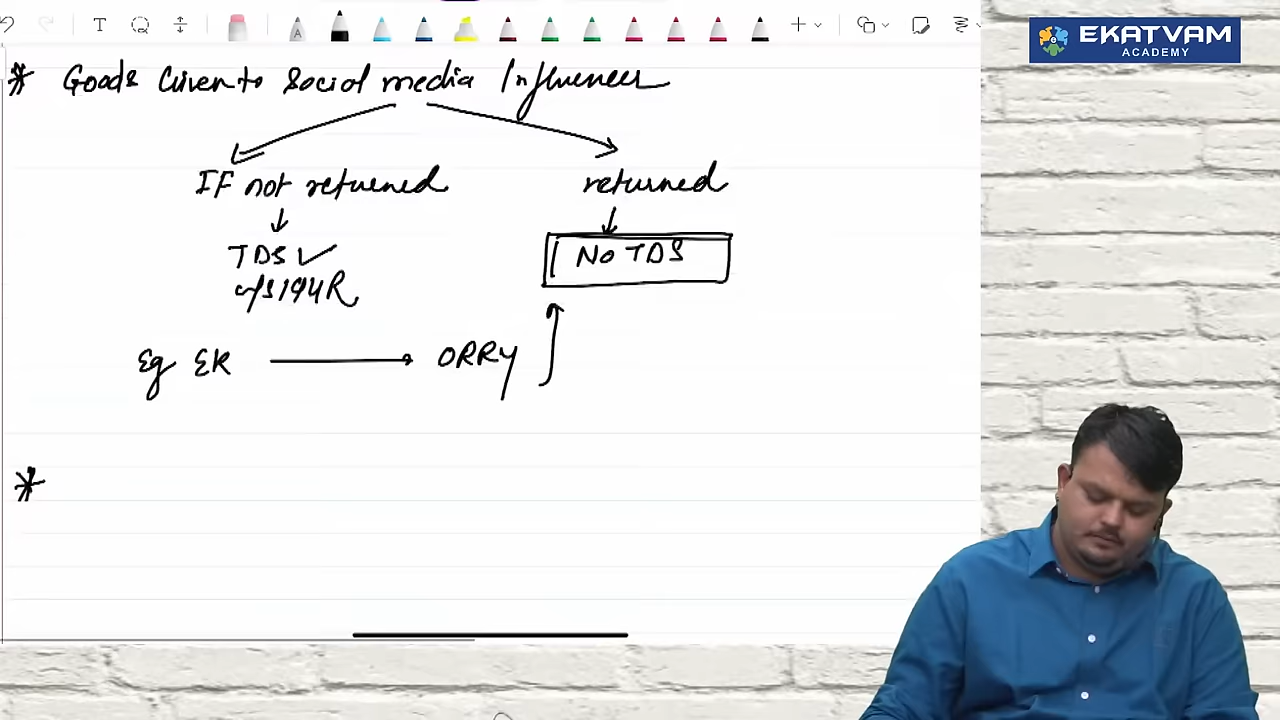 EKATVAM
ACADEMY
* Goods Given to Social media Influencer
IF not returned
returned
TDS ✓
u/s 194R
No TDS
Eg EK → ORRY
*